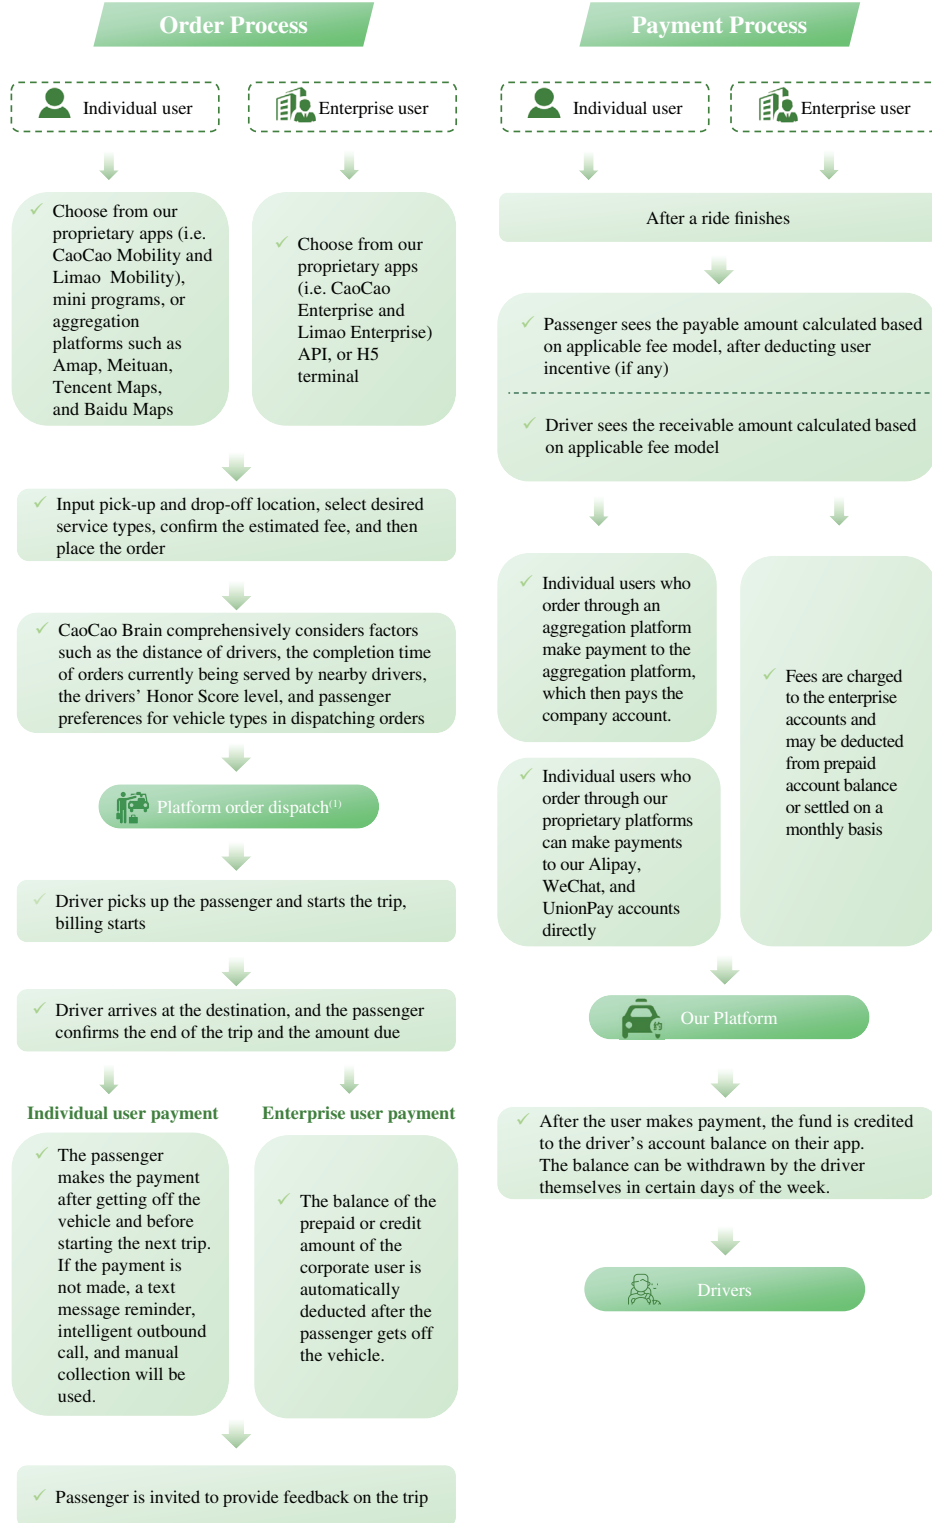 Order Process
Individual user
Enterprise user
Choose from our
proprietary apps (i.e.
CaoCao Mobility and
Limao Mobility),
mini programs, or
aggregation
platforms such as
Amap, Meituan,
Tencent Maps,
and Baidu Maps
Choose from our
proprietary apps
(i.e. CaoCao
Enterprise and
Limao Enterprise)
API, or H5
terminal
Input pick-up and drop-off location, select desired
service types, confirm the estimated fee, and then
place the order
CaoCao Brain comprehensively considers factors
such as the distance of drivers, the completion time
of orders currently being served by nearby drivers,
the drivers’ Honor Score level, and passenger
preferences for vehicle types in dispatching orders
Platform order dispatch(1)
Driver picks up the passenger and starts the trip,
billing starts
Driver arrives at the destination, and the passenger
confirms the end of the trip and the amount due
Individual user payment
The passenger
makes the payment
after getting off the
vehicle and before
starting the next trip.
If the payment is
not made, a text
message reminder,
intelligent outbound
call, and manual
collection will be
used.
Enterprise user payment
The balance of the
prepaid or credit
amount of the
corporate user is
automatically
deducted after the
passenger gets off
the vehicle.
Passenger is invited to provide feedback on the trip
Payment Process
Individual user
Enterprise user
After a ride finishes
Passenger sees the payable amount calculated based
on applicable fee model, after deducting user
incentive (if any)
Driver sees the receivable amount calculated based
on applicable fee model
Individual users who
order through an
aggregation platform
make payment to the
aggregation platform,
which then pays the
company account.
Individual users who
order through our
proprietary platforms
can make payments
to our Alipay,
WeChat, and
UnionPay accounts
directly
Fees are charged
to the enterprise
accounts and
may be deducted
from prepaid
account balance
or settled on a
monthly basis
约
Our Platform
After the user makes payment, the fund is credited
to the driver’s account balance on their app.
The balance can be withdrawn by the driver
themselves in certain days of the week.
Drivers